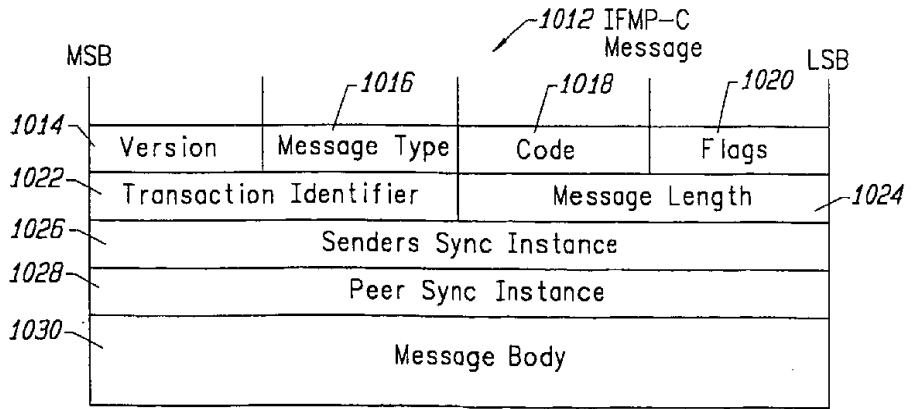 1012 IFMP-C
Message
MSB
LSB
1016
1018
1020
1014
Version
Message Type
Code
Flags
1022
Transaction Identifier
Message Length
1024
1026
Senders Sync Instance
1028
Peer Sync Instance
1030
Message Body